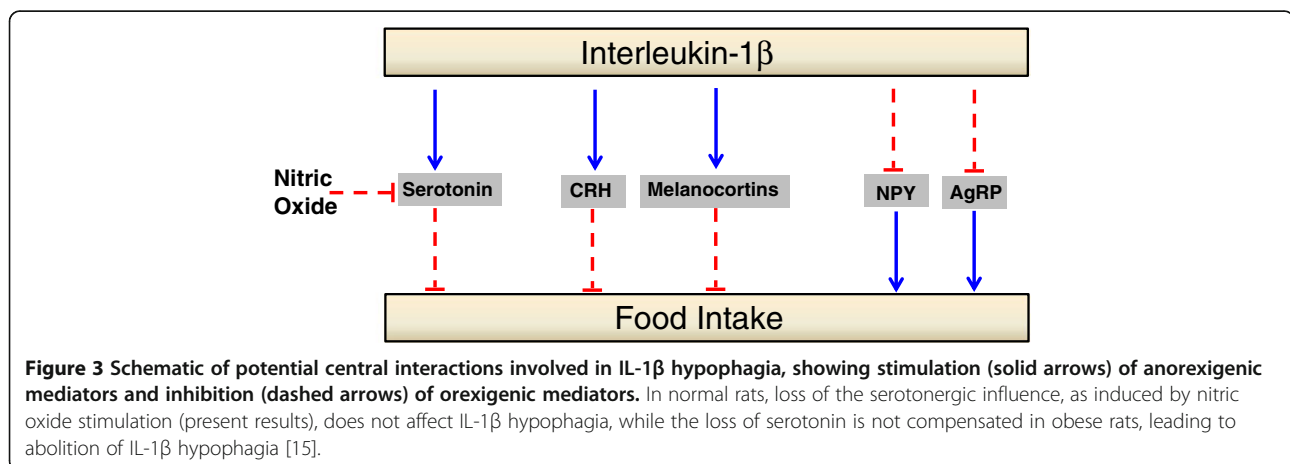 Interleukin-1β
Nitric
Oxide
Serotonin
CRH
Melanocortins
NPY
AgRP
Food Intake
Figure 3 Schematic of potential central interactions involved in IL-1β hypophagia, showing stimulation (solid arrows) of anorexigenic
mediators and inhibition (dashed arrows) of orexigenic mediators. In normal rats, loss of the serotonergic influence, as induced by nitric
oxide stimulation (present results), does not affect IL-1β hypophagia, while the loss of serotonin is not compensated in obese rats, leading to
abolition of IL-1β hypophagia [15].